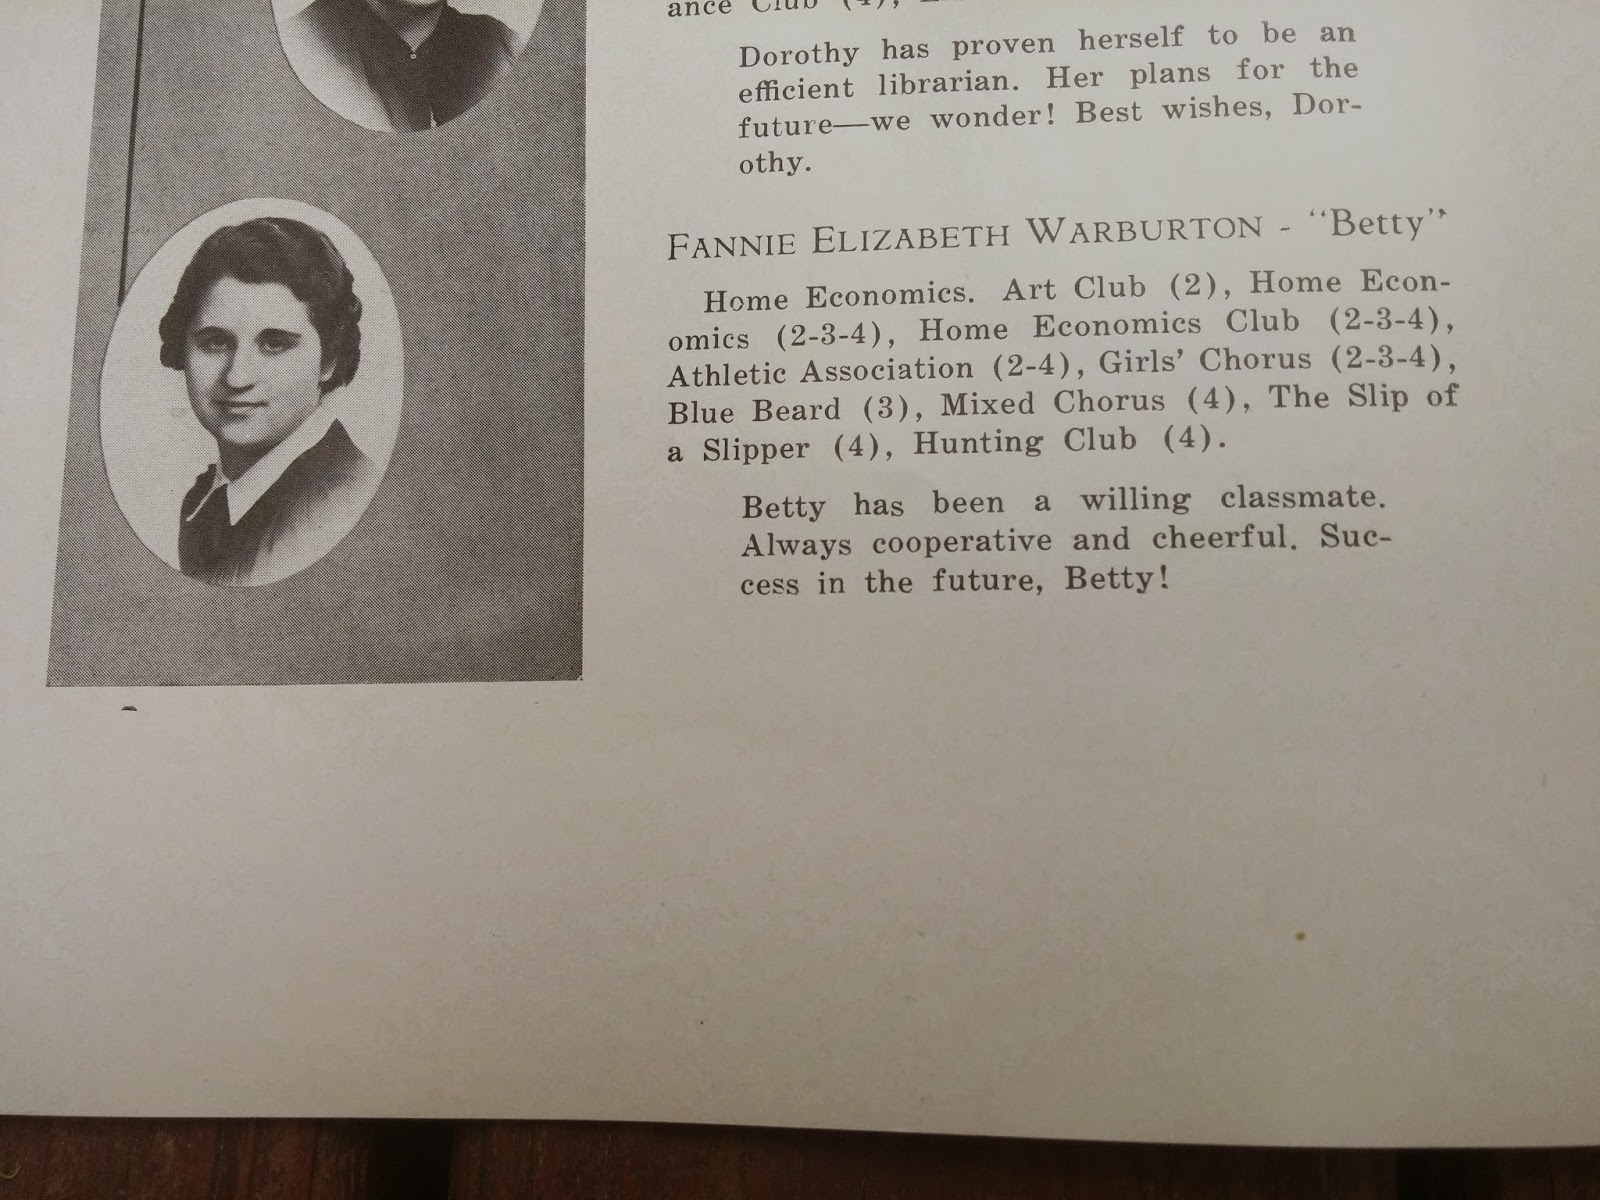 ance Club (4),
Dorothy has proven herself to be an
efficient librarian. Her plans for the
future—we wonder! Best wishes, Dor-
othy.
FANNIE ELIZABETH WARBURTON - "Betty"
Home Economics. Art Club (2), Home Econ-
omics (2-3-4), Home Economics Club (2-3-4),
Athletic Association (2-4), Girls' Chorus (2-3-4),
Blue Beard (3), Mixed Chorus (4), The Slip of
a Slipper (4), Hunting Club (4).
Betty has been a willing classmate.
Always cooperative and cheerful. Suc-
cess in the future, Betty!